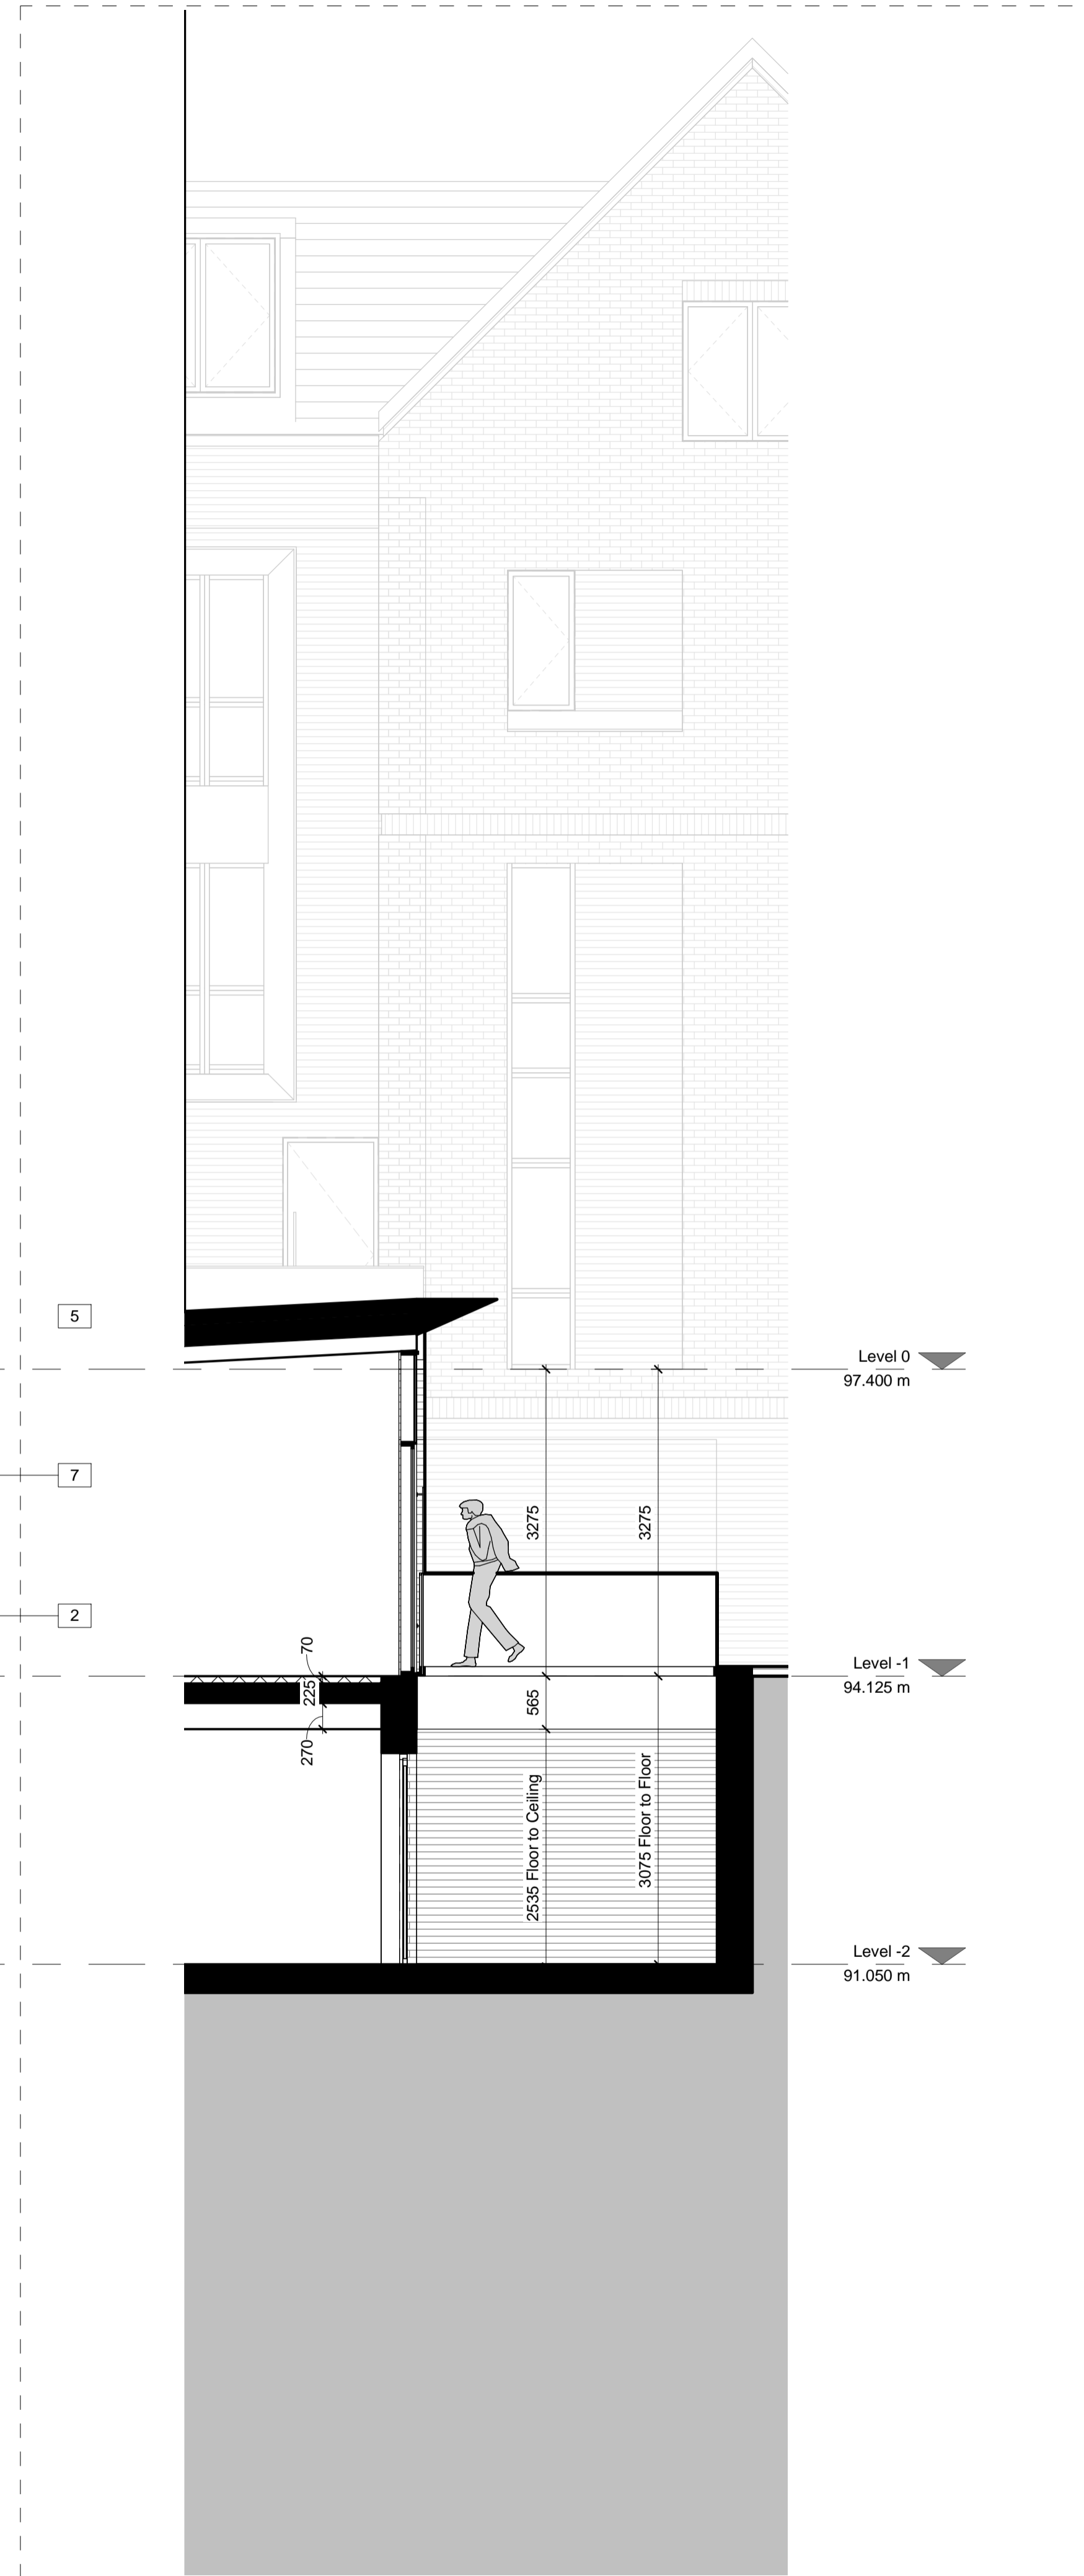 5
Level 0
97.400 m
7
3275
3275
2
Level -1
94.125 m
70
225
270
565
2535 Floor to Ceiling
3075 Floor to Floor
Level -2
91.050 m